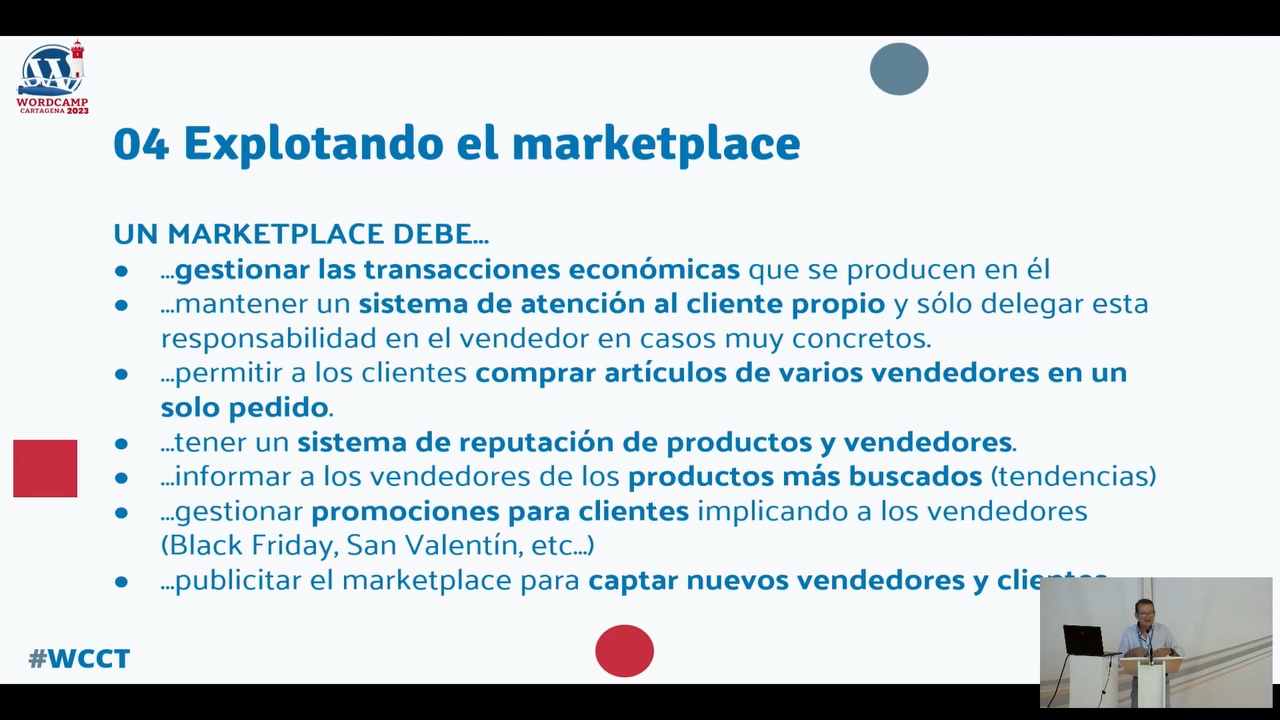 WORDCAMP
CARTAGENA 2023
04 Explotando el marketplace
UN MARKETPLACE DEBE...
● ...gestionar las transacciones económicas que se producen en él
● ...mantener un sistema de atención al cliente propio y sólo delegar esta
responsabilidad en el vendedor en casos muy concretos.
● ...permitir a los clientes comprar artículos de varios vendedores en un
solo pedido.
● ...tener un sistema de reputación de productos y vendedores.
● ...informar a los vendedores de los productos más buscados (tendencias)
● ...gestionar promociones para clientes implicando a los vendedores
(Black Friday, San Valentín, etc...)
● ...publicitar el marketplace para captar nuevos vendedores y clientes
#WCCT